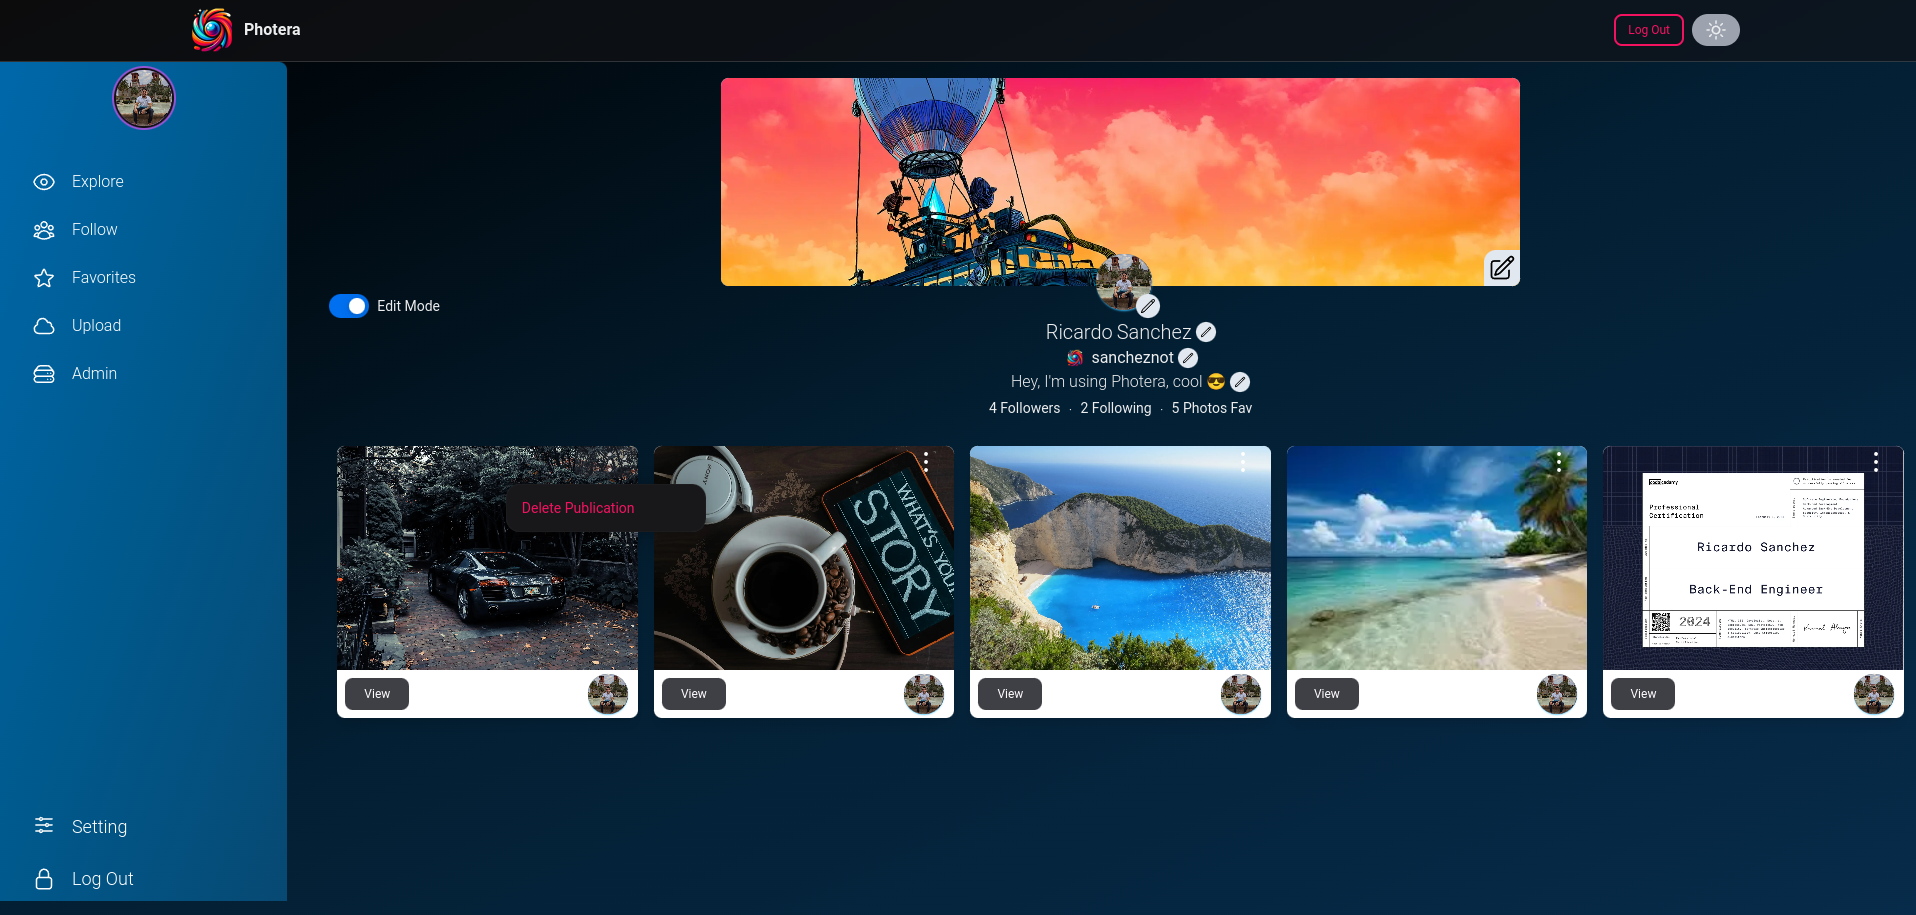 Photera
Log Out
Explore
Follow
Favorites
Upload
Admin
Setting
Log Out
Edit Mode
Ricardo Sanchez
sancheznot
Hey, I'm using Photera, cool 😎
4 Followers · 2 Following · 5 Photos Fav
Delete Publication
SONY
WHAT'S YOUR
STORY
Professional
Certification
Ricardo Sanchez
Back-End Engineer
2024
View
View
View
View
View